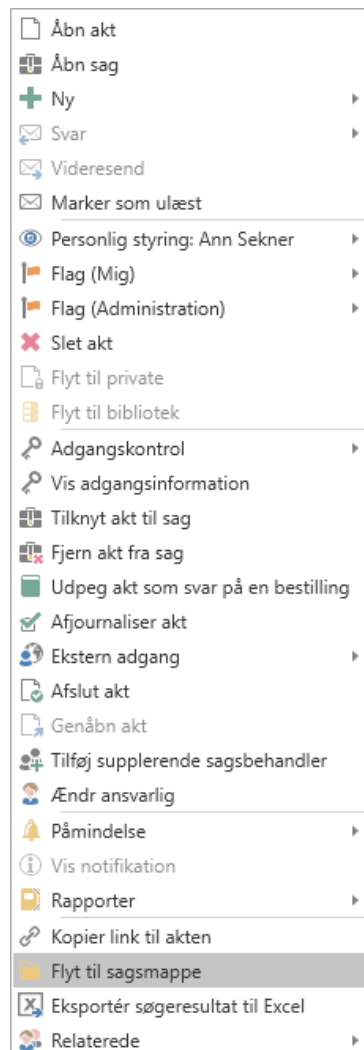 Åbn akt
Åbn sag
Ny
Svar
Videresend
Marker som ulæst
Personlig styring: Ann Sekner
Flag (Mig)
Flag (Administration)
Slet akt
Flyt til private
Flyt til bibliotek
Adgangskontrol
Vis adgangsinformation
Tilknyt akt til sag
Fjern akt fra sag
Udpeg akt som svar på en bestilling
Afjournaliser akt
Ekstern adgang
Afslut akt
Genåbn akt
Tilføj supplerende sagsbehandler
Ændr ansvarlig
Påmindelse
Vis notifikation
Rapporter
Kopier link til akten
Flyt til sagsmappe
Eksportér søgeresultat til Excel
Relaterede